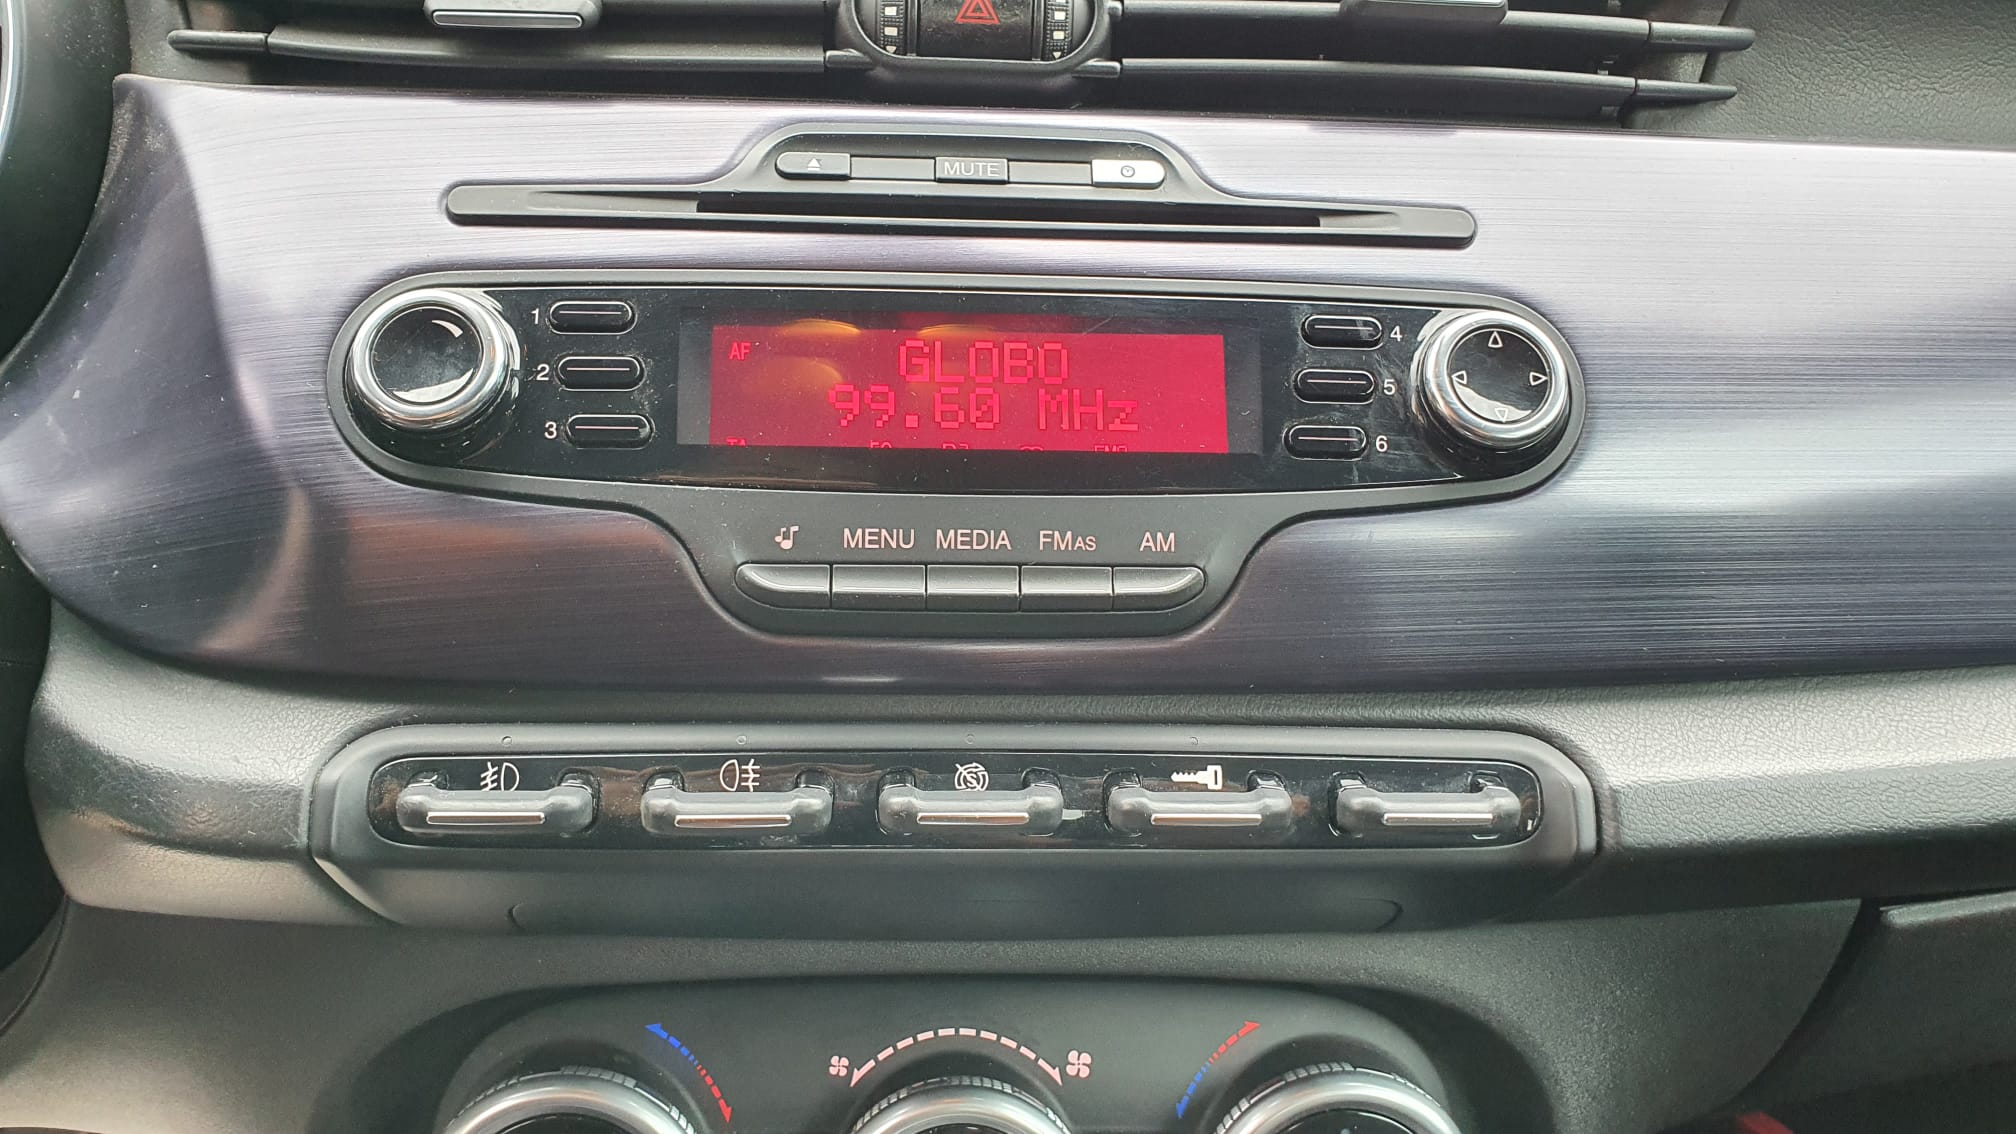 MUTE
1
2
3
AF
GLOBO
99.60 MHz
4
5
6
MENU MEDIA FMAS AM